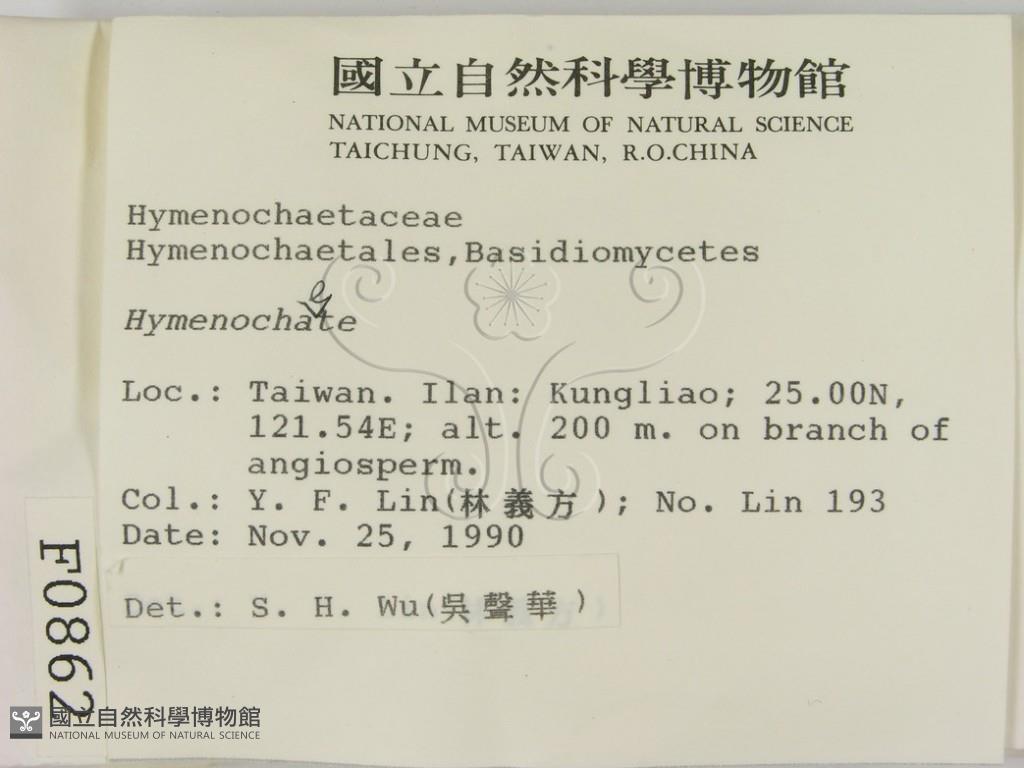 國立自然科學博物館
NATIONAL MUSEUM OF NATURAL SCIENCE
TAICHUNG, TAIWAN, R.O.CHINA
Hymenochaetaceae
Hymenochaetales,Basidiomycetes
e
Hymenochate
Loc.: Taiwan. Ilan: Kungliao; 25.00N,
121.54E; alt. 200 m. on branch of
angiosperm.
Col.: Y. F. Lin(林義方); No. Lin 193
Date: Nov. 25, 1990
Det.: S. H. Wu(吳聲華)
F0862
國立自然科學博物館
NATIONAL MUSEUM OF NATURAL SCIENCE